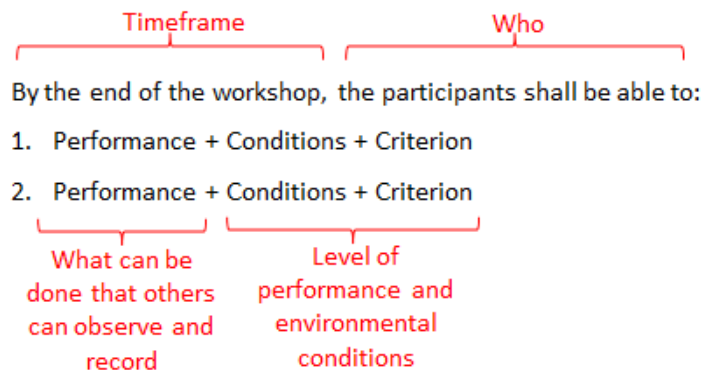 Timeframe Who
By the end of the workshop, the participants shall be able to:
1. Performance + Conditions + Criterion
2. Performance + Conditions + Criterion
What can be
done that others
can observe and
record
Level of
performance and
environmental
conditions